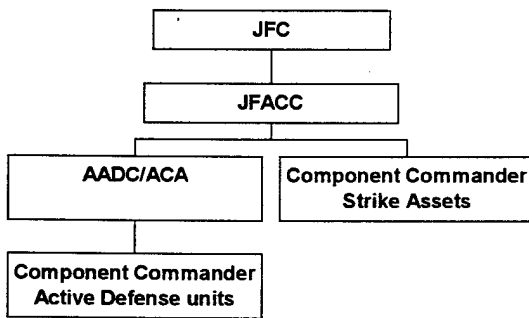 JFC
JFACC
AADC/ACA
Component Commander
Strike Assets
Component Commander
Active Defense units